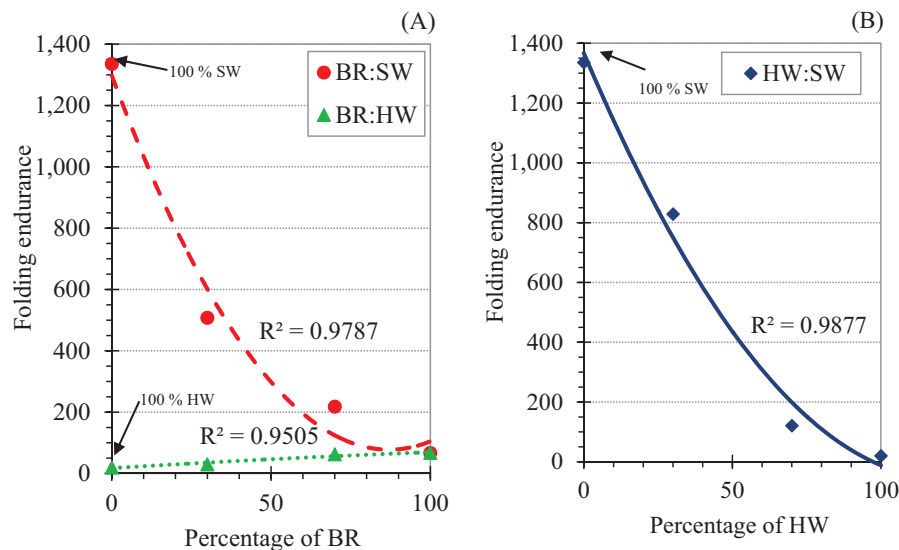 (A)
1,400
1,200
1,000
800
600
400
200
0
Folding endurance
100 % SW
BR:SW
BR:HW
R² = 0.9787
100 % HW
R² = 0.9505
0
50
100
Percentage of BR
(B)
1,400
1,200
1,000
800
600
400
200
0
Folding endurance
100 % SW
HW:SW
R² = 0.9877
0
50
100
Percentage of HW